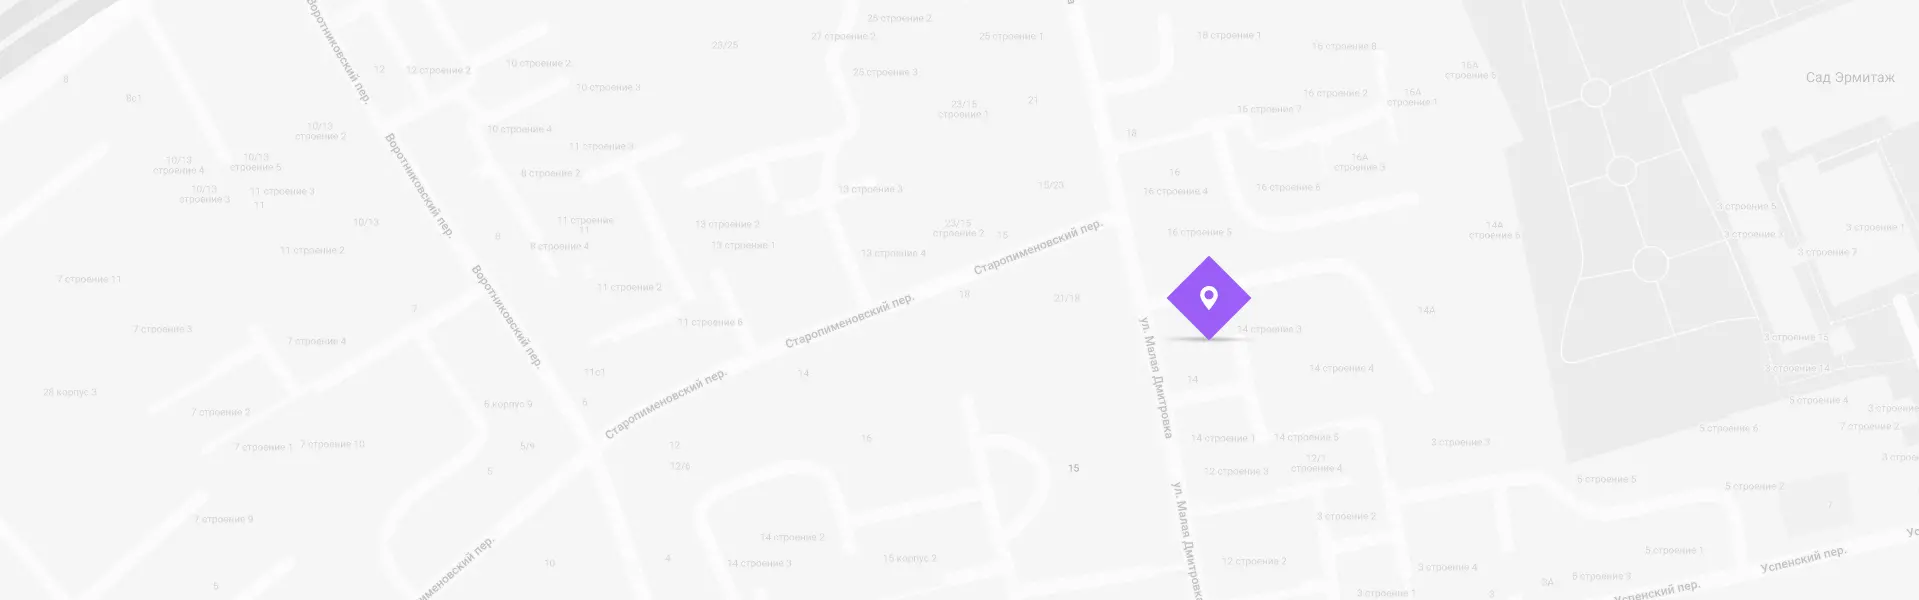 Воротниковский пер.
28 строение 2
27 строение 2
25 строение 1
18 строение 1
16 строение 8
23/25
12
12 строение 2
10 строение 2
25 строение 3
16А
строение 5
Сад Эрмитаж
8
8с1
10 строение 3
23/15
строение 1
21
16 строение 2
16А
строение 1
16 строение 7
10/13
строение 2
10 строение 4
11 строение 3
18
Воротниковский пер.
10/13
строение 4
10/13
строение 5
8 строение 2
16
16А
строение 3
10/13
строение 3
11 строение 3
11
13 строение 3
15/23
16 строение 4
16 строение 6
3 строение 5
10/13
11 строение
11
13 строение 2
23/15
строение 2
15
Старопименовский пер.
16 строение 5
14А
строение 6
3 строение 1
3 строение 3
8
8 строение 4
13 строение 1
13 строение 4
11 строение 2
3 строение 7
7 строение 11
Воротниковский пер.
11 строение 2
18
21/18
7
Старопименовский пер.
14А
7 строение 3
11 строение 6
14 строение 3
7 строение 4
3 строение 15
ул. Малая Дмитровка
11с1
14
Старопименовский пер.
14
14 строение 4
3 строение 14
28 корпус 3
6 корпус 9
6
5 строение 4
3 строение
7 строение 2
5 строение 6
7 строение 2
7 строение 1
7 строение 10
5/9
12
16
14 строение 1
14 строение 5
3 строение 3
5
12/8
15
12 строение 3
12/1
строение 4
6 строение 5
5 строение 2
7
ул. Малая Дмитровка
7 строение 9
3 строение 2
14 строение 2
Успенский пер.
10
4
14 строение 3
15 корпус 2
12 строение 2
3 строение 4
5 строение 1
5
3А
5 строение 3
3 строение 1
3
Успенский пер.